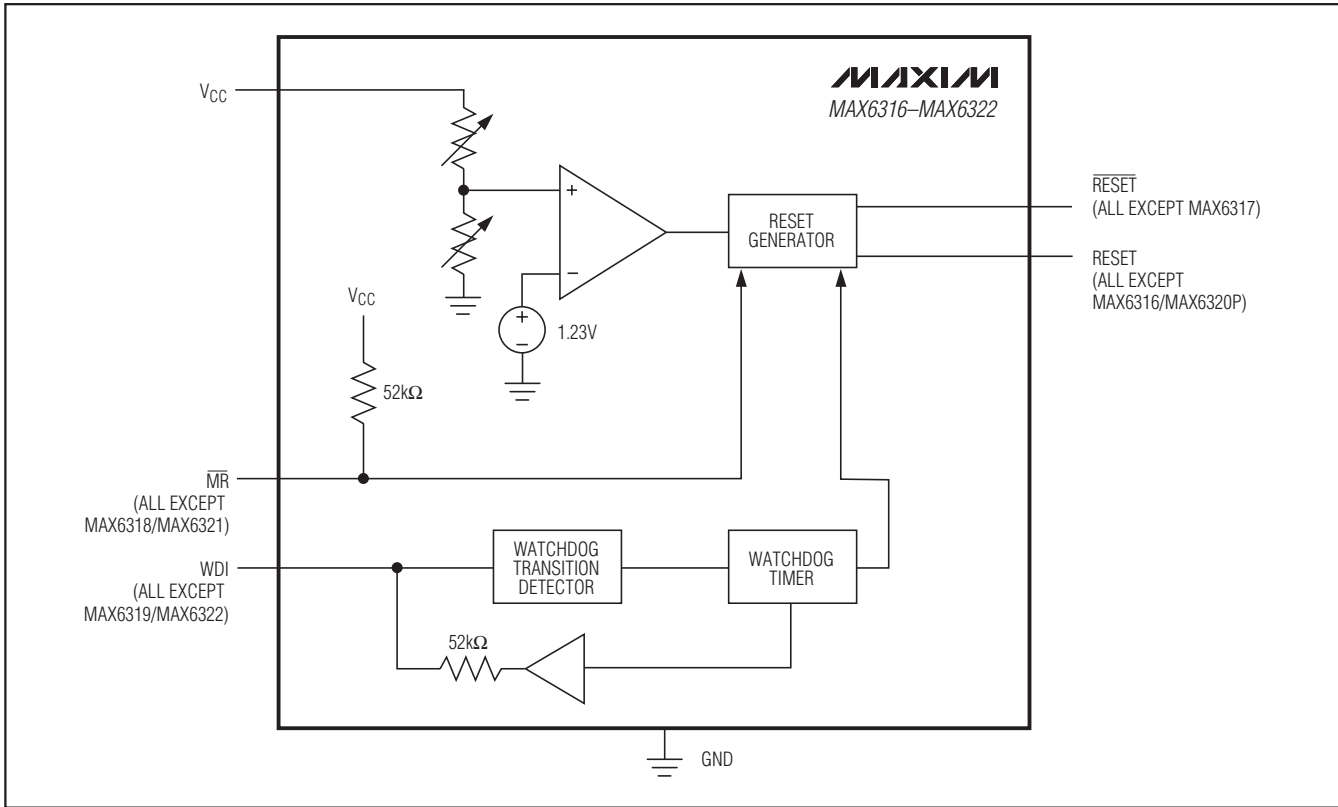 MAXIM
MAX6316–MAX6322
VCC
+
−
1.23V
+
−
RESET
GENERATOR
RESET
(ALL EXCEPT MAX6317)
RESET
(ALL EXCEPT
MAX6316/MAX6320P)
VCC
52kΩ
MR
(ALL EXCEPT
MAX6318/MAX6321)
WDI
(ALL EXCEPT
MAX6319/MAX6322)
WATCHDOG
TRANSITION
DETECTOR
WATCHDOG
TIMER
52kΩ
GND